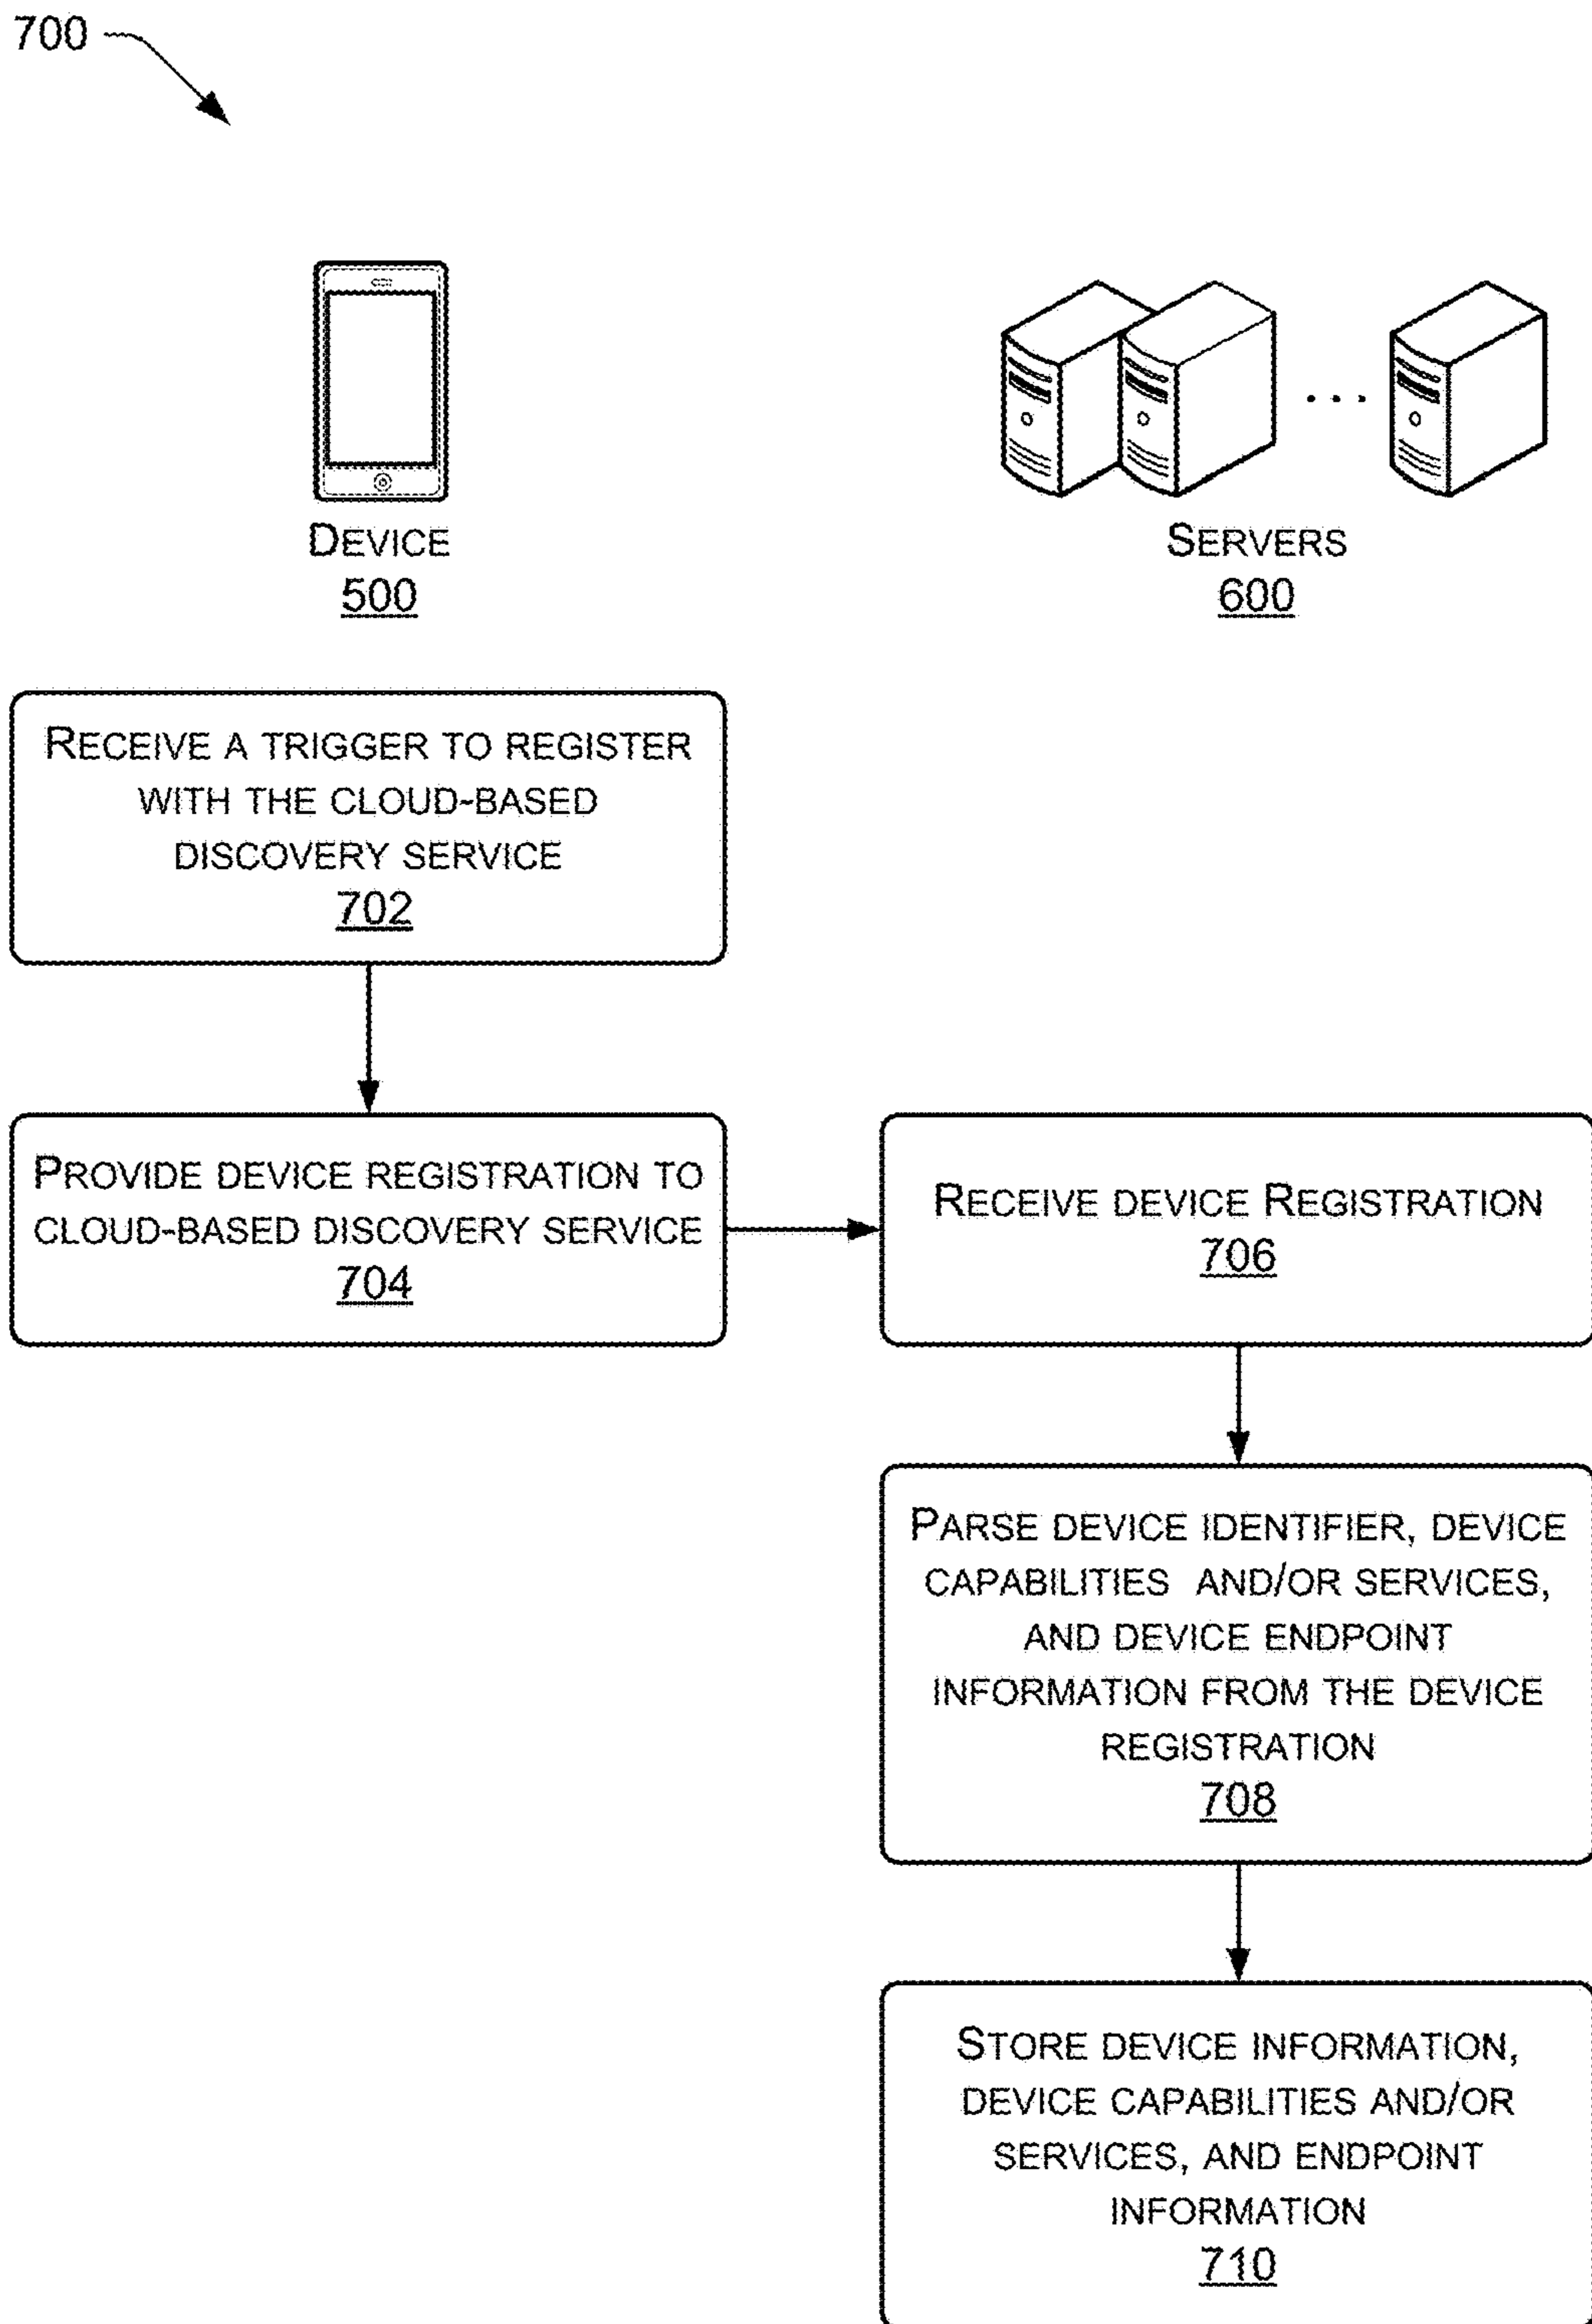 700
DEVICE
500
SERVERS
600
RECEIVE A TRIGGER TO REGISTER
WITH THE CLOUD-BASED
DISCOVERY SERVICE
702
PROVIDE DEVICE REGISTRATION TO
CLOUD-BASED DISCOVERY SERVICE
704
RECEIVE DEVICE REGISTRATION
706
PARSE DEVICE IDENTIFIER, DEVICE
CAPABILITIES AND/OR SERVICES,
AND DEVICE ENDPOINT
INFORMATION FROM THE DEVICE
REGISTRATION
708
STORE DEVICE INFORMATION,
DEVICE CAPABILITIES AND/OR
SERVICES, AND ENDPOINT
INFORMATION
710